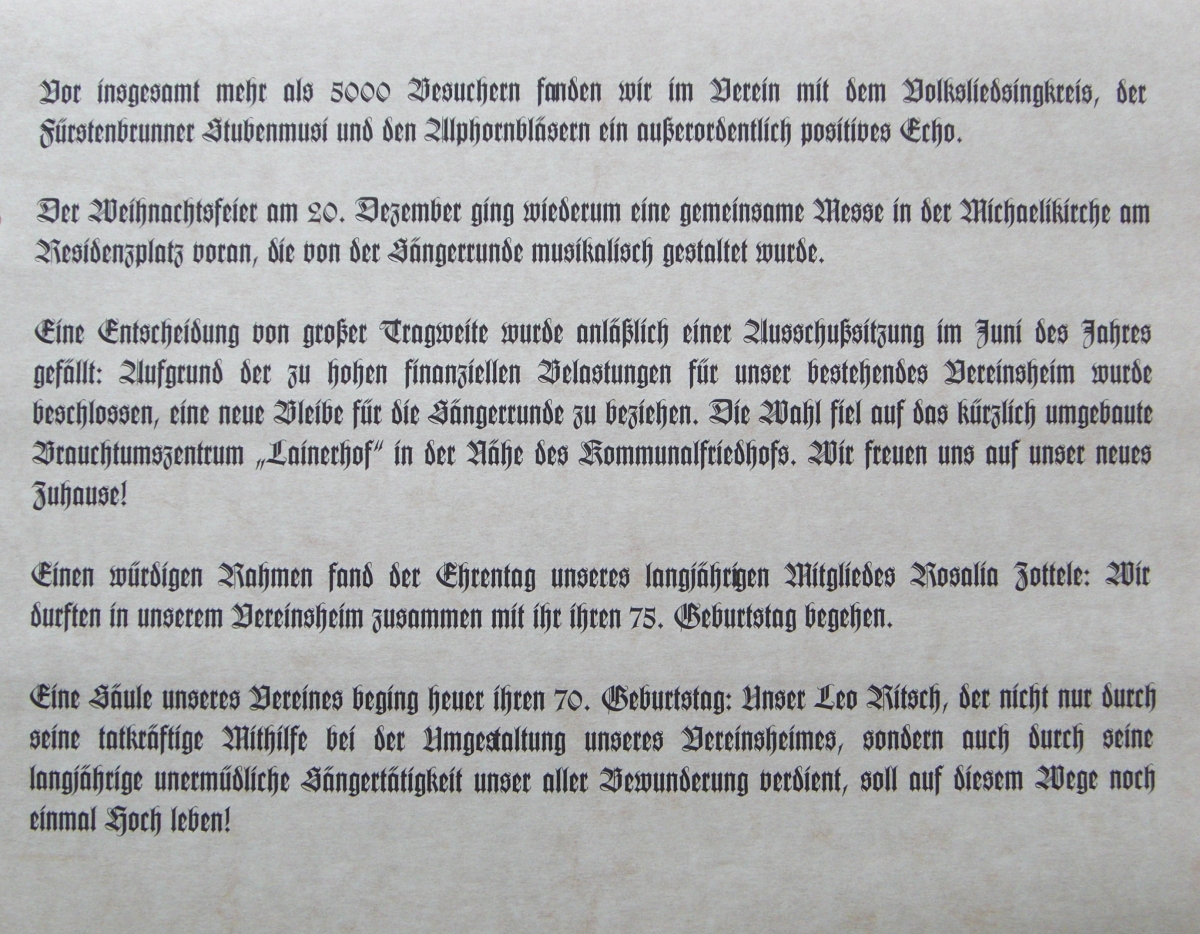 Vor insgesamt mehr als 5000 Besuchern fanden wir im Verein mit dem Volksliedsingkreis, der
Fürstenbrunner Stubenmusi und den Alphornbläsern ein außerordentlich positives Echo.
Der Weihnachtsfeier am 20. Dezember ging wiederum eine gemeinsame Messe in der Michaelikirche am
Residenzplatz voran, die von der Sängerrunde musikalisch gestaltet wurde.
Eine Entscheidung von großer Tragweite wurde anläßlich einer Ausschußsitzung im Juni des Jahres
gefällt: Aufgrund der zu hohen finanziellen Belastungen für unser bestehendes Vereinsheim wurde
beschlossen, eine neue Bleibe für die Sängerrunde zu beziehen. Die Wahl fiel auf das kürzlich umgebaute
Brauchtumszentrum „Lainerhof“ in der Nähe des Kommunalfriedhofs. Wir freuen uns auf unser neues
Zuhause!
Einen würdigen Rahmen fand der Ehrentag unseres langjährigen Mitgliedes Rosalia Zottele: Wir
durften in unserem Vereinsheim zusammen mit ihr ihren 75. Geburtstag begehen.
Eine Säule unseres Vereines beging heuer ihren 70. Geburtstag: Unser Leo Ritsch, der nicht nur durch
seine tatkräftige Mithilfe bei der Umgestaltung unseres Vereinsheimes, sondern auch durch seine
langjährige unermüdliche Sängertätigkeit unser aller Bewunderung verdient, soll auf diesem Wege noch
einmal Hoch leben!